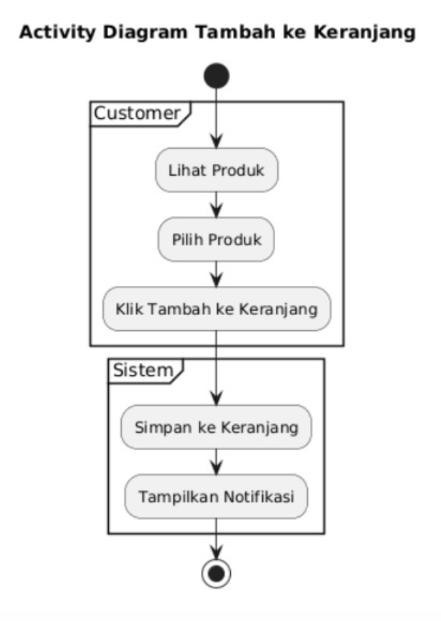 Activity Diagram Tambah ke Keranjang
Customer
Lihat Produk
Pilih Produk
Klik Tambah ke Keranjang
Sistem
Simpan ke Keranjang
Tampilkan Notifikasi